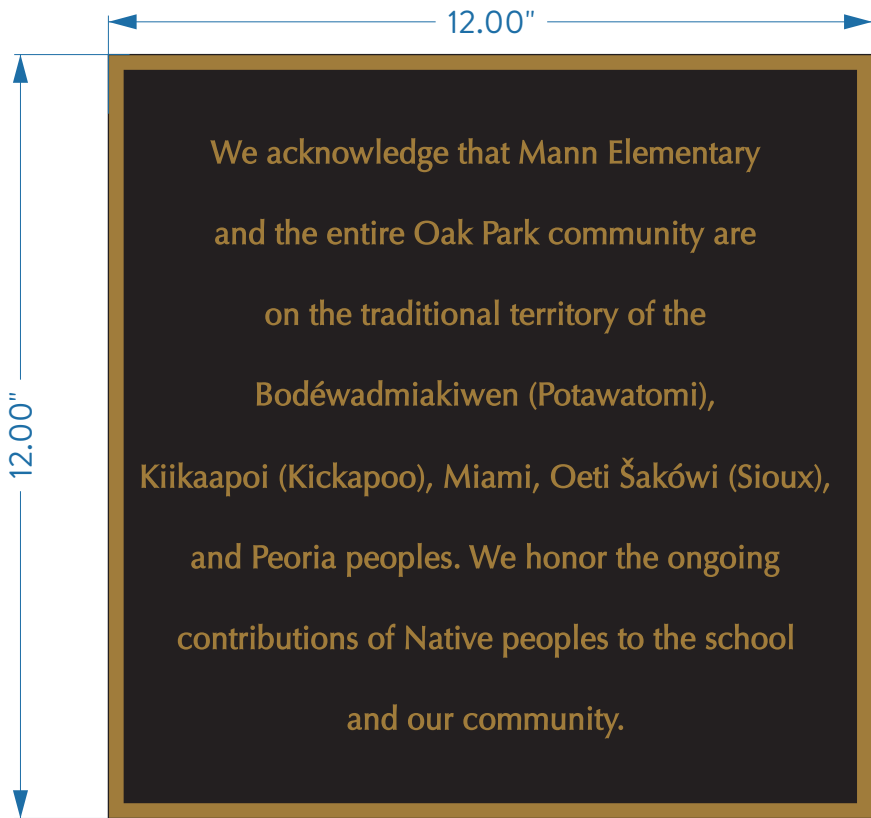 12.00"
12.00"
We acknowledge that Mann Elementary
and the entire Oak Park community are
on the traditional territory of the
Bodéwadmiakiwen (Potawatomi),
Kiikaapoi (Kickapoo), Miami, Oeti Šakówi (Sioux),
and Peoria peoples. We honor the ongoing
contributions of Native peoples to the school
and our community.